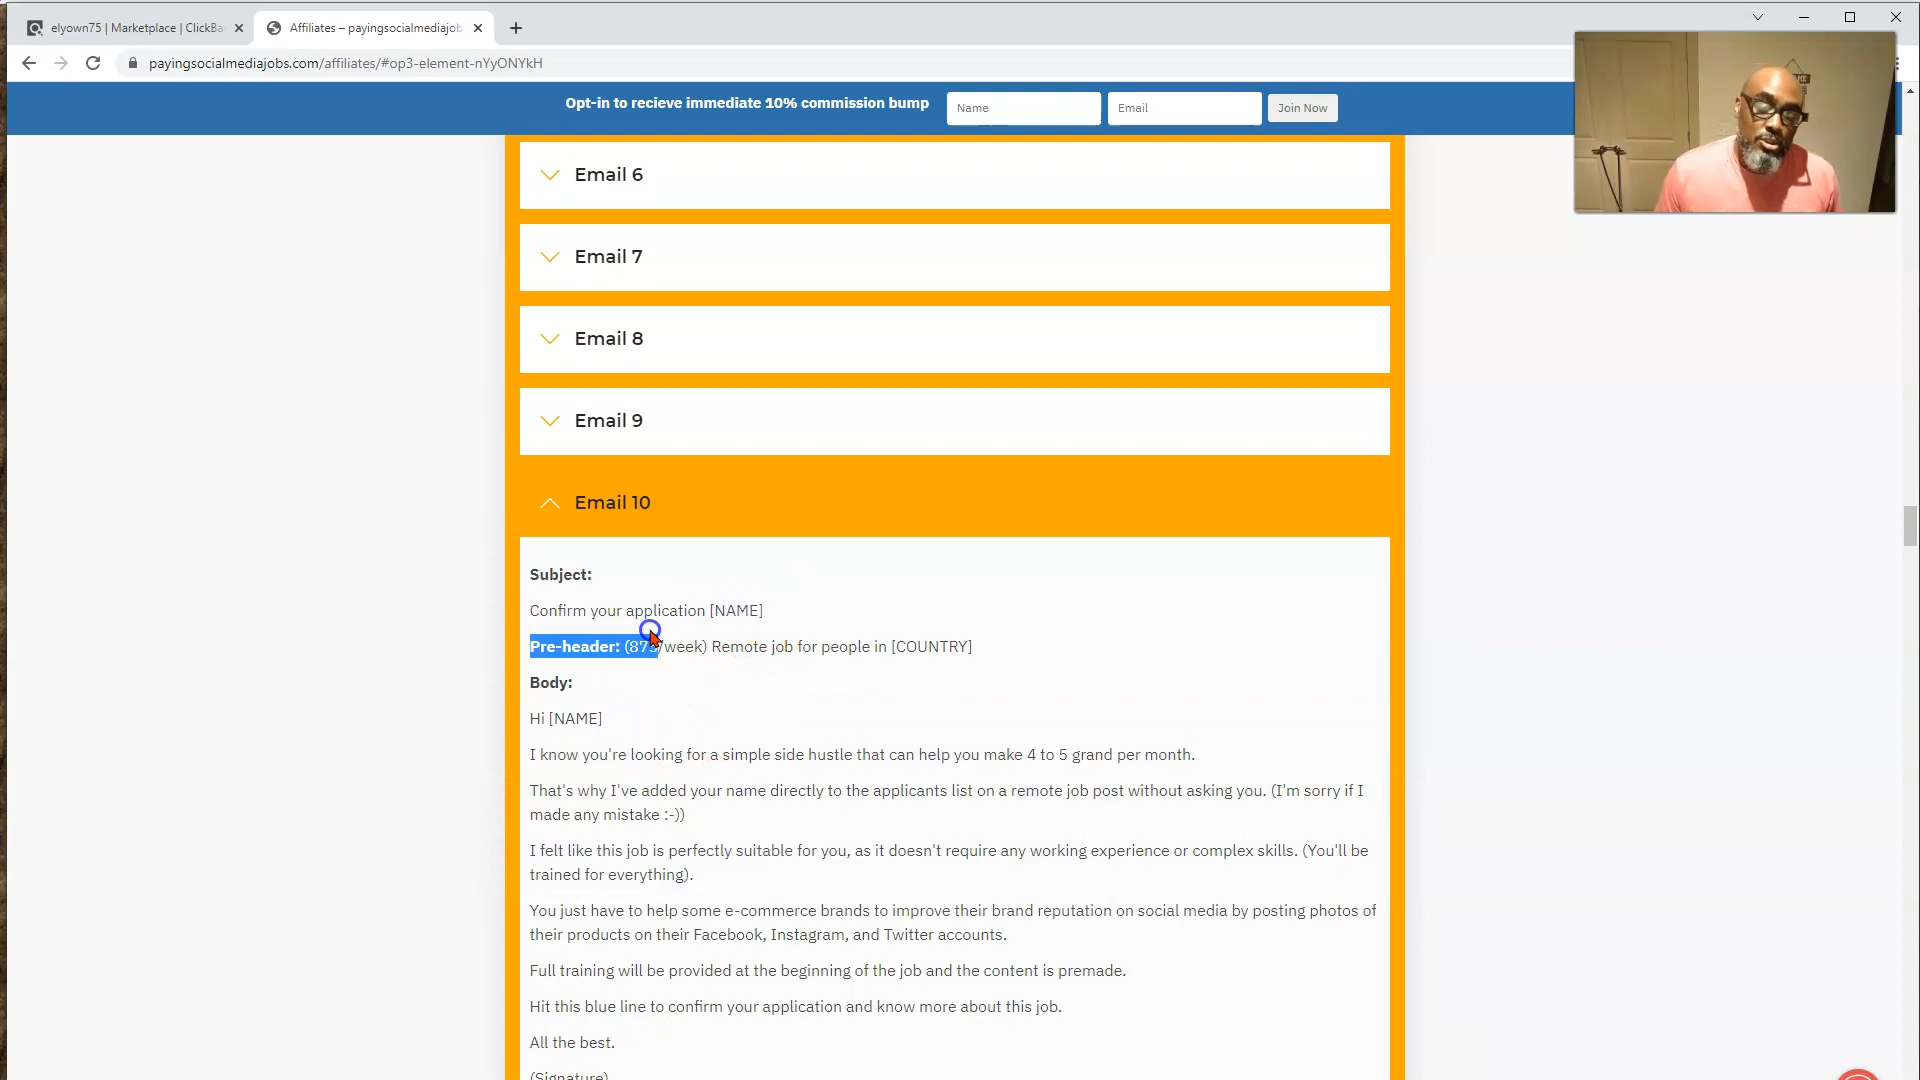 elyown75 | Marketplace | ClickBa
Affiliates – payingsocialmediajob
payingsocialmediajobs.com/affiliates/#op3-element-nYyONYkH
Opt-in to recieve immediate 10% commission bump
Name
Email
Join Now
Email 6
Email 7
Email 8
Email 9
Email 10
Subject:
Confirm your application [NAME]
Pre-header: (875/week) Remote job for people in [COUNTRY]
Body:
Hi [NAME]
I know you're looking for a simple side hustle that can help you make 4 to 5 grand per month.
That's why I've added your name directly to the applicants list on a remote job post without asking you. (I'm sorry if I
made any mistake :-))
I felt like this job is perfectly suitable for you, as it doesn't require any working experience or complex skills. (You'll be
trained for everything).
You just have to help some e-commerce brands to improve their brand reputation on social media by posting photos of
their products on their Facebook, Instagram, and Twitter accounts.
Full training will be provided at the beginning of the job and the content is premade.
Hit this blue line to confirm your application and know more about this job.
All the best.
(Signature)